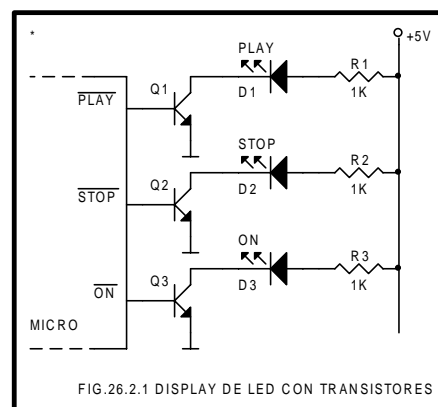 *
+5V
PLAY
R1
Q1
PLAY
D1
1K
STOP
R2
Q2
STOP
D2
1K
ON
R3
Q3
ON
D3
1K
MICRO
FIG.26.2.1 DISPLAY DE LED CON TRANSISTORES